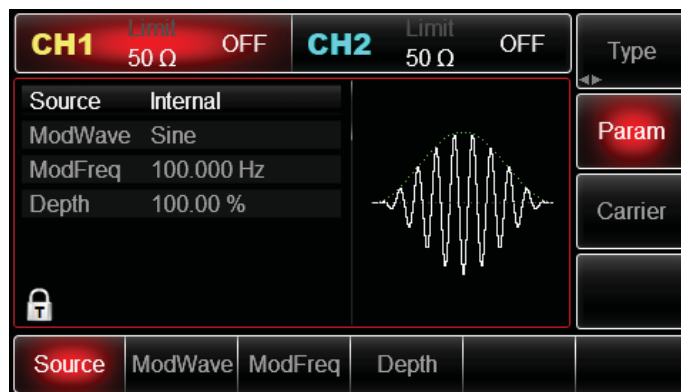 CH1 Limit 50 Ω OFF
CH2 Limit 50 Ω OFF
Type
Source Internal
ModWave Sine
ModFreq 100.000 Hz
Depth 100.00 %
T
Param
Carrier
Source ModWave ModFreq Depth